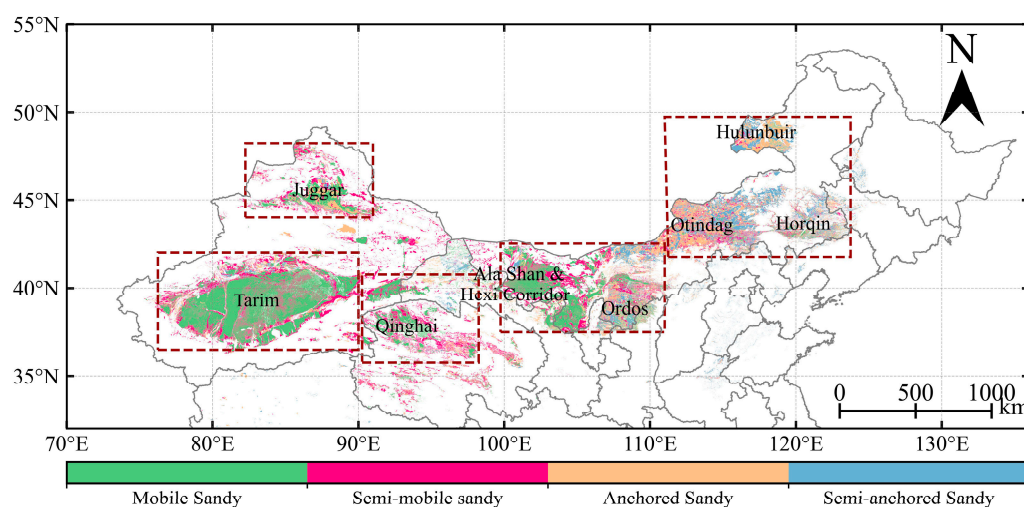 55°N
N
50°N
Hulunbuir
Juggar
45°N
Otindag
Horqin
Ala Shan &
Hexi Corridor
40°N
Tarim
Ordos
Qinghai
35°N
0 500 1000
km
70°E 80°E 90°E 100°E 110°E 120°E 130°E
Mobile Sandy Semi-mobile sandy Anchored Sandy Semi-anchored Sandy